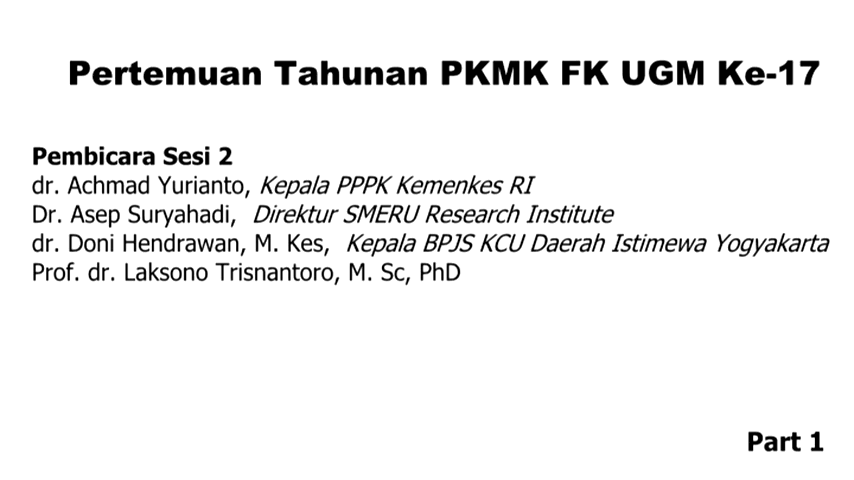 Pertemuan Tahunan PKMK FK UGM Ke-17
Pembicara Sesi 2
dr. Achmad Yurianto, Kepala PPPK Kemenkes RI
Dr. Asep Suryahadi, Direktur SMERU Research Institute
dr. Doni Hendrawan, M. Kes, Kepala BPJS KCU Daerah Istimewa Yogyakarta
Prof. dr. Laksono Trisnantoro, M. Sc, PhD
Part 1